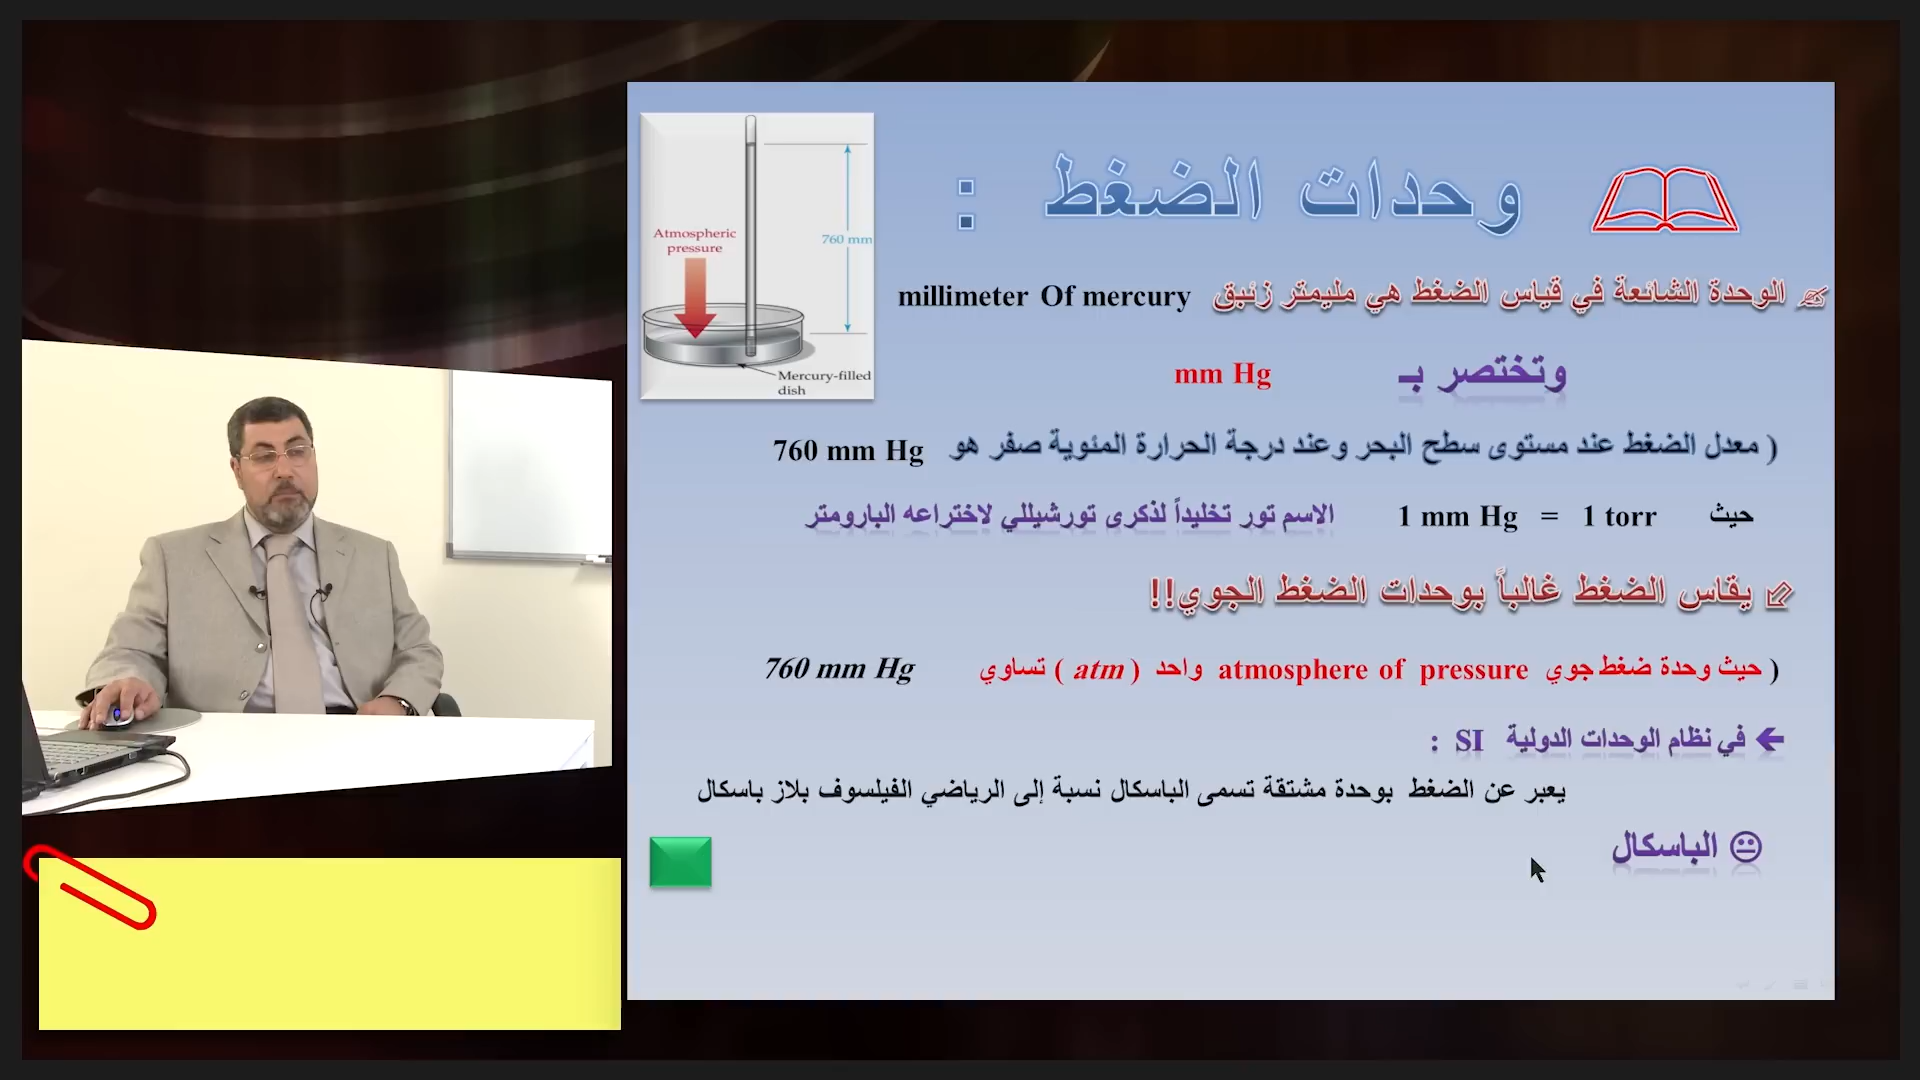 وحدات الضغط :
الوحدة الشائعة في قياس الضغط هي مليمتر زئبق millimeter Of mercury
وتختصر بـ mm Hg
( معدل الضغط عند مستوى سطح البحر وعند درجة الحرارة المئوية صفر هو 760 mm Hg
حيث 1 mm Hg = 1 torr الاسم تور تخليداً لذكرى تورشيللي لاختراعه البارومتر
يقاس الضغط غالباً بوحدات الضغط الجوي!!
( حيث وحدة ضغط جوي atmosphere of pressure واحد ( atm ) تساوي 760 mm Hg
في نظام الوحدات الدولية SI :
يعبر عن الضغط بوحدة مشتقة تسمى الباسكال نسبة إلى الرياضي الفيلسوف بلاز باسكال
الباسكال
Atmospheric
pressure
760 mm
Mercury-filled
dish